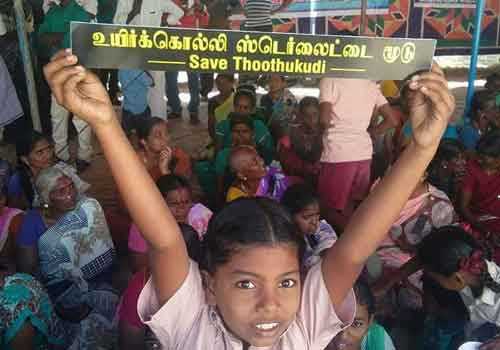 உயிர்க்கொல்லி ஸ்டெர்லைட்டை மூடு
Save Thoothukudi